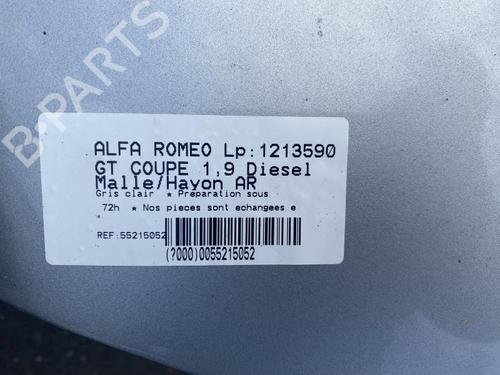 ALFA ROMEO Lp:1213590
GT COUPE 1,9 Diesel
Malle/Hayon AR
Gris clair * Préparation sous
72h * Nos pieces sont echangees e
REF:55215052
(?000)0055215052
B-PARTS